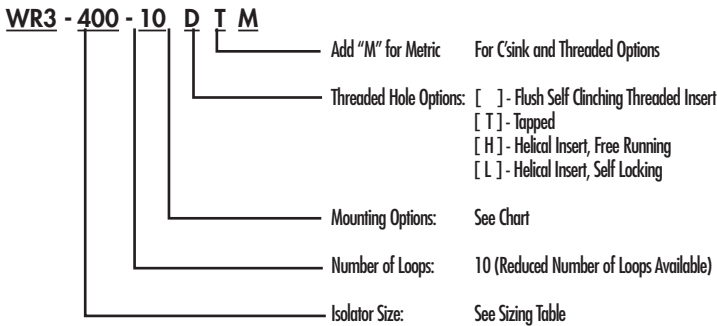 WR3 - 400 - 10 D T M
Add “M” for Metric For C'sink and Threaded Options
Threaded Hole Options: [ ] - Flush Self Clinching Threaded Insert
[ T ] - Tapped
[ H ] - Helical Insert, Free Running
[ L ] - Helical Insert, Self Locking
Mounting Options: See Chart
Number of Loops: 10 (Reduced Number of Loops Available)
Isolator Size: See Sizing Table